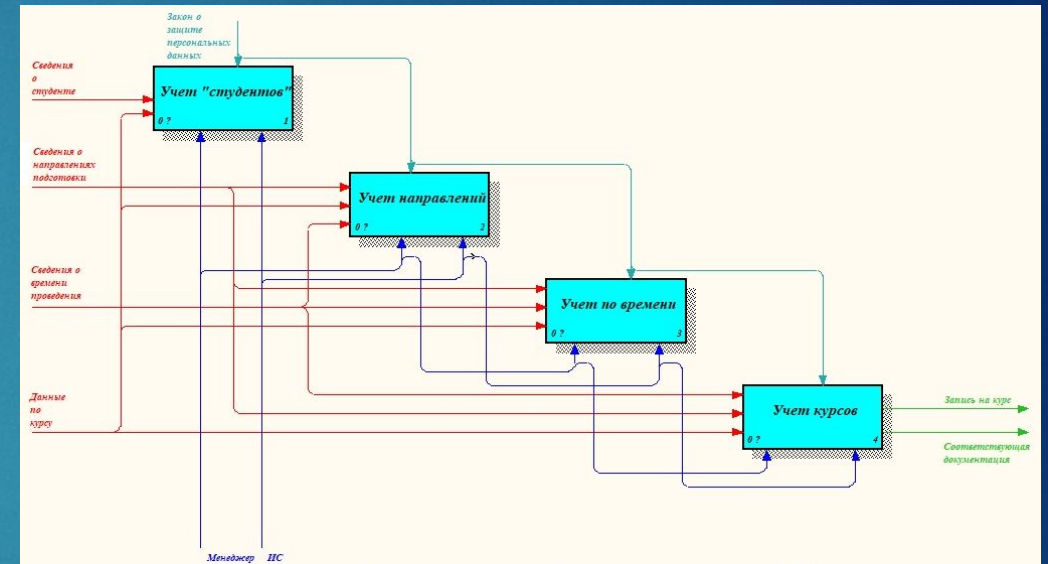 Закон о
защите
персональных
данных
Сведения
о
студенте
Учет "студентов"
0 ?
1
Сведения о
направлениях
подготовки
Учет направлений
0 ?
2
Сведения о
времени
проведения
Учет по времени
0 ?
3
Данные
по
курсу
Учет курсов
0 ?
4
Запись на курс
Соответствующая
документация
Менеджер
ИС